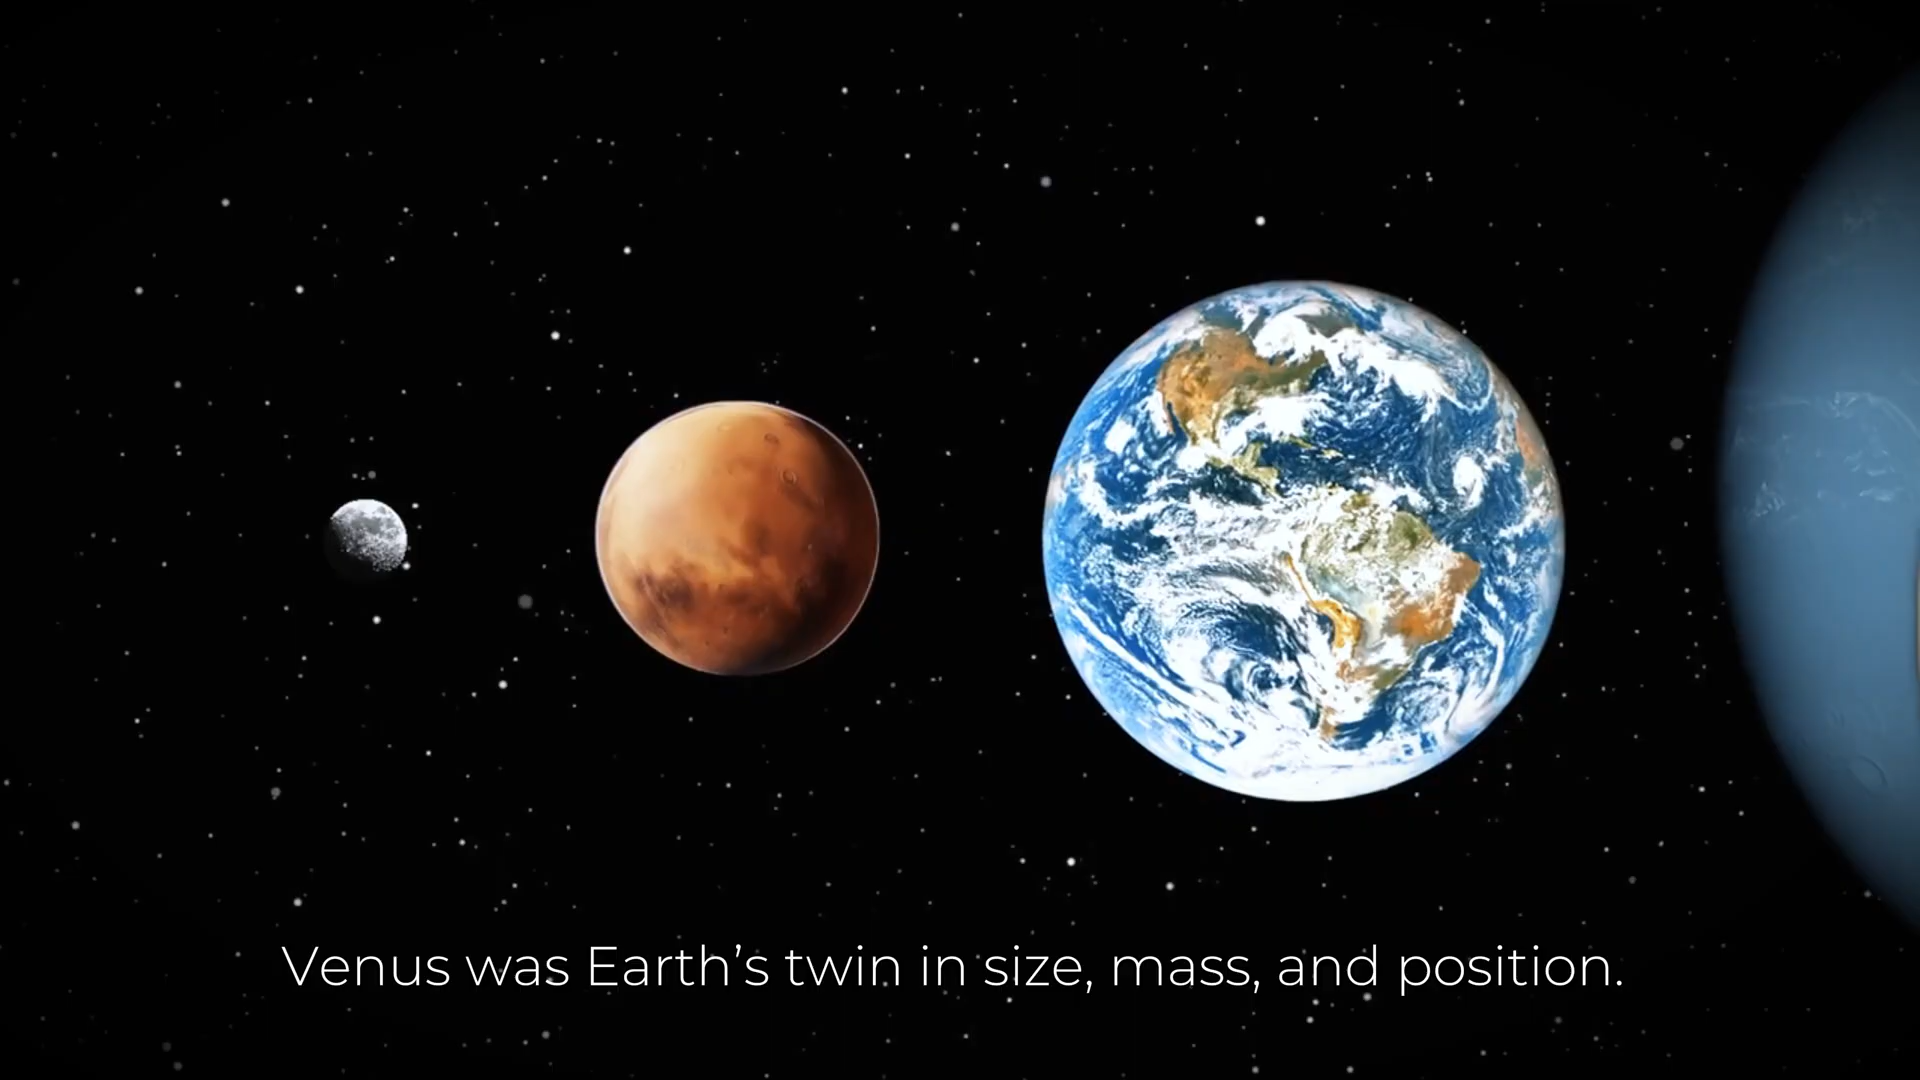 Venus was Earth’s twin in size, mass, and position.